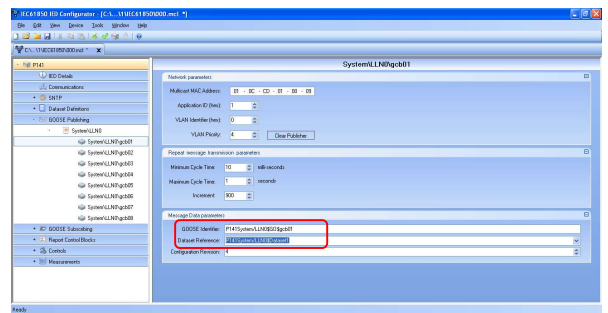 IEC61850 IED Configurator - [C:\...\1\IEC61850\000.mcl *]
File Edit View Device Tools Window Help
C:\...\1\IEC61850\000.mcl * x
P141
IED Details
Communications
SNTP
Dataset Definitions
GOOSE Publishing
System\LLN0
System\LLN0\gcb01
System\LLN0\gcb02
System\LLN0\gcb03
System\LLN0\gcb04
System\LLN0\gcb05
System\LLN0\gcb06
System\LLN0\gcb07
System\LLN0\gcb08
GOOSE Subscribing
Report Control Blocks
Controls
Measurements
System\LLN0\gcb01
Network parameters
Multicast MAC Address: 01 - 0C - CD - 01 - 00 - 09
Application ID (hex): 1
VLAN Identifier (hex): 0
VLAN Priority: 4 Clear Publisher
Repeat message transmission parameters
Minimum Cycle Time: 10 milli-seconds
Maximum Cycle Time: 1 seconds
Increment: 900
Message Data parameters
GOOSE Identifier: P141System/LLN0$GO$gcb01
Dataset Reference: P141System/LLN0$Dataset1
Configuration Revision: 4
Ready